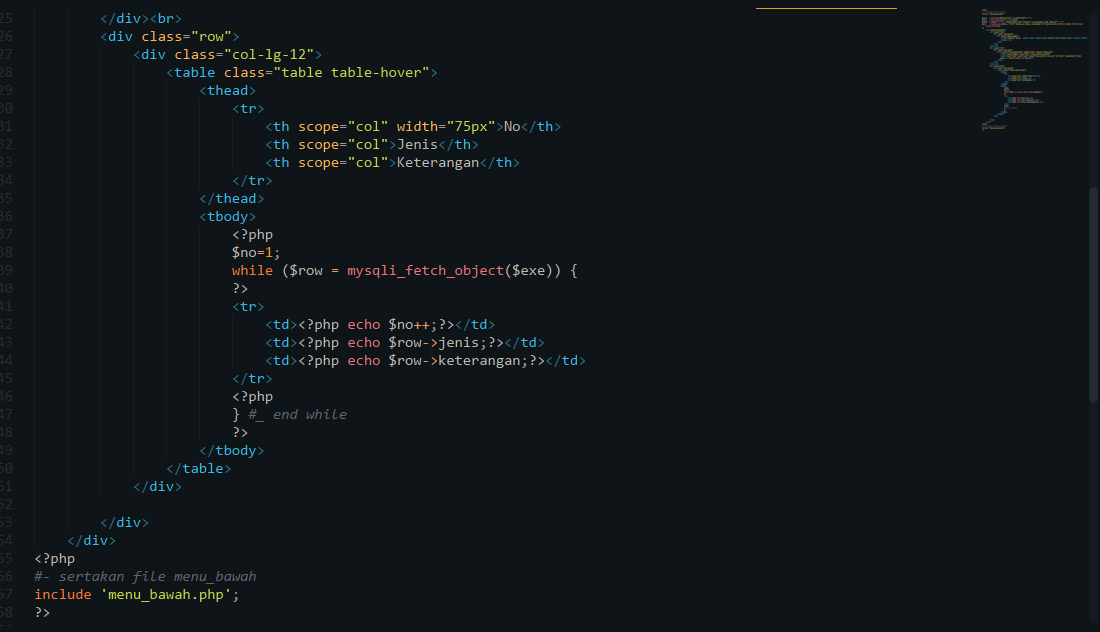 25 </div><br>
26 <div class="row">
27 <div class="col-lg-12">
28 <table class="table table-hover">
29 <thead>
30 <tr>
31 <th scope="col" width="75px">No</th>
32 <th scope="col">Jenis</th>
33 <th scope="col">Keterangan</th>
34 </tr>
35 </thead>
36 <tbody>
37 <?php
38 $no=1;
39 while ($row = mysqli_fetch_object($exe)) {
40 ?>
41 <tr>
42 <td><?php echo $no++;?></td>
43 <td><?php echo $row->jenis;?></td>
44 <td><?php echo $row->keterangan;?></td>
45 </tr>
46 <?php
47 } #_ end while
48 ?>
49 </tbody>
50 </table>
51 </div>
52
53 </div>
54 </div>
55 <?php
56 #- sertakan file menu_bawah
57 include 'menu_bawah.php';
58 ?>